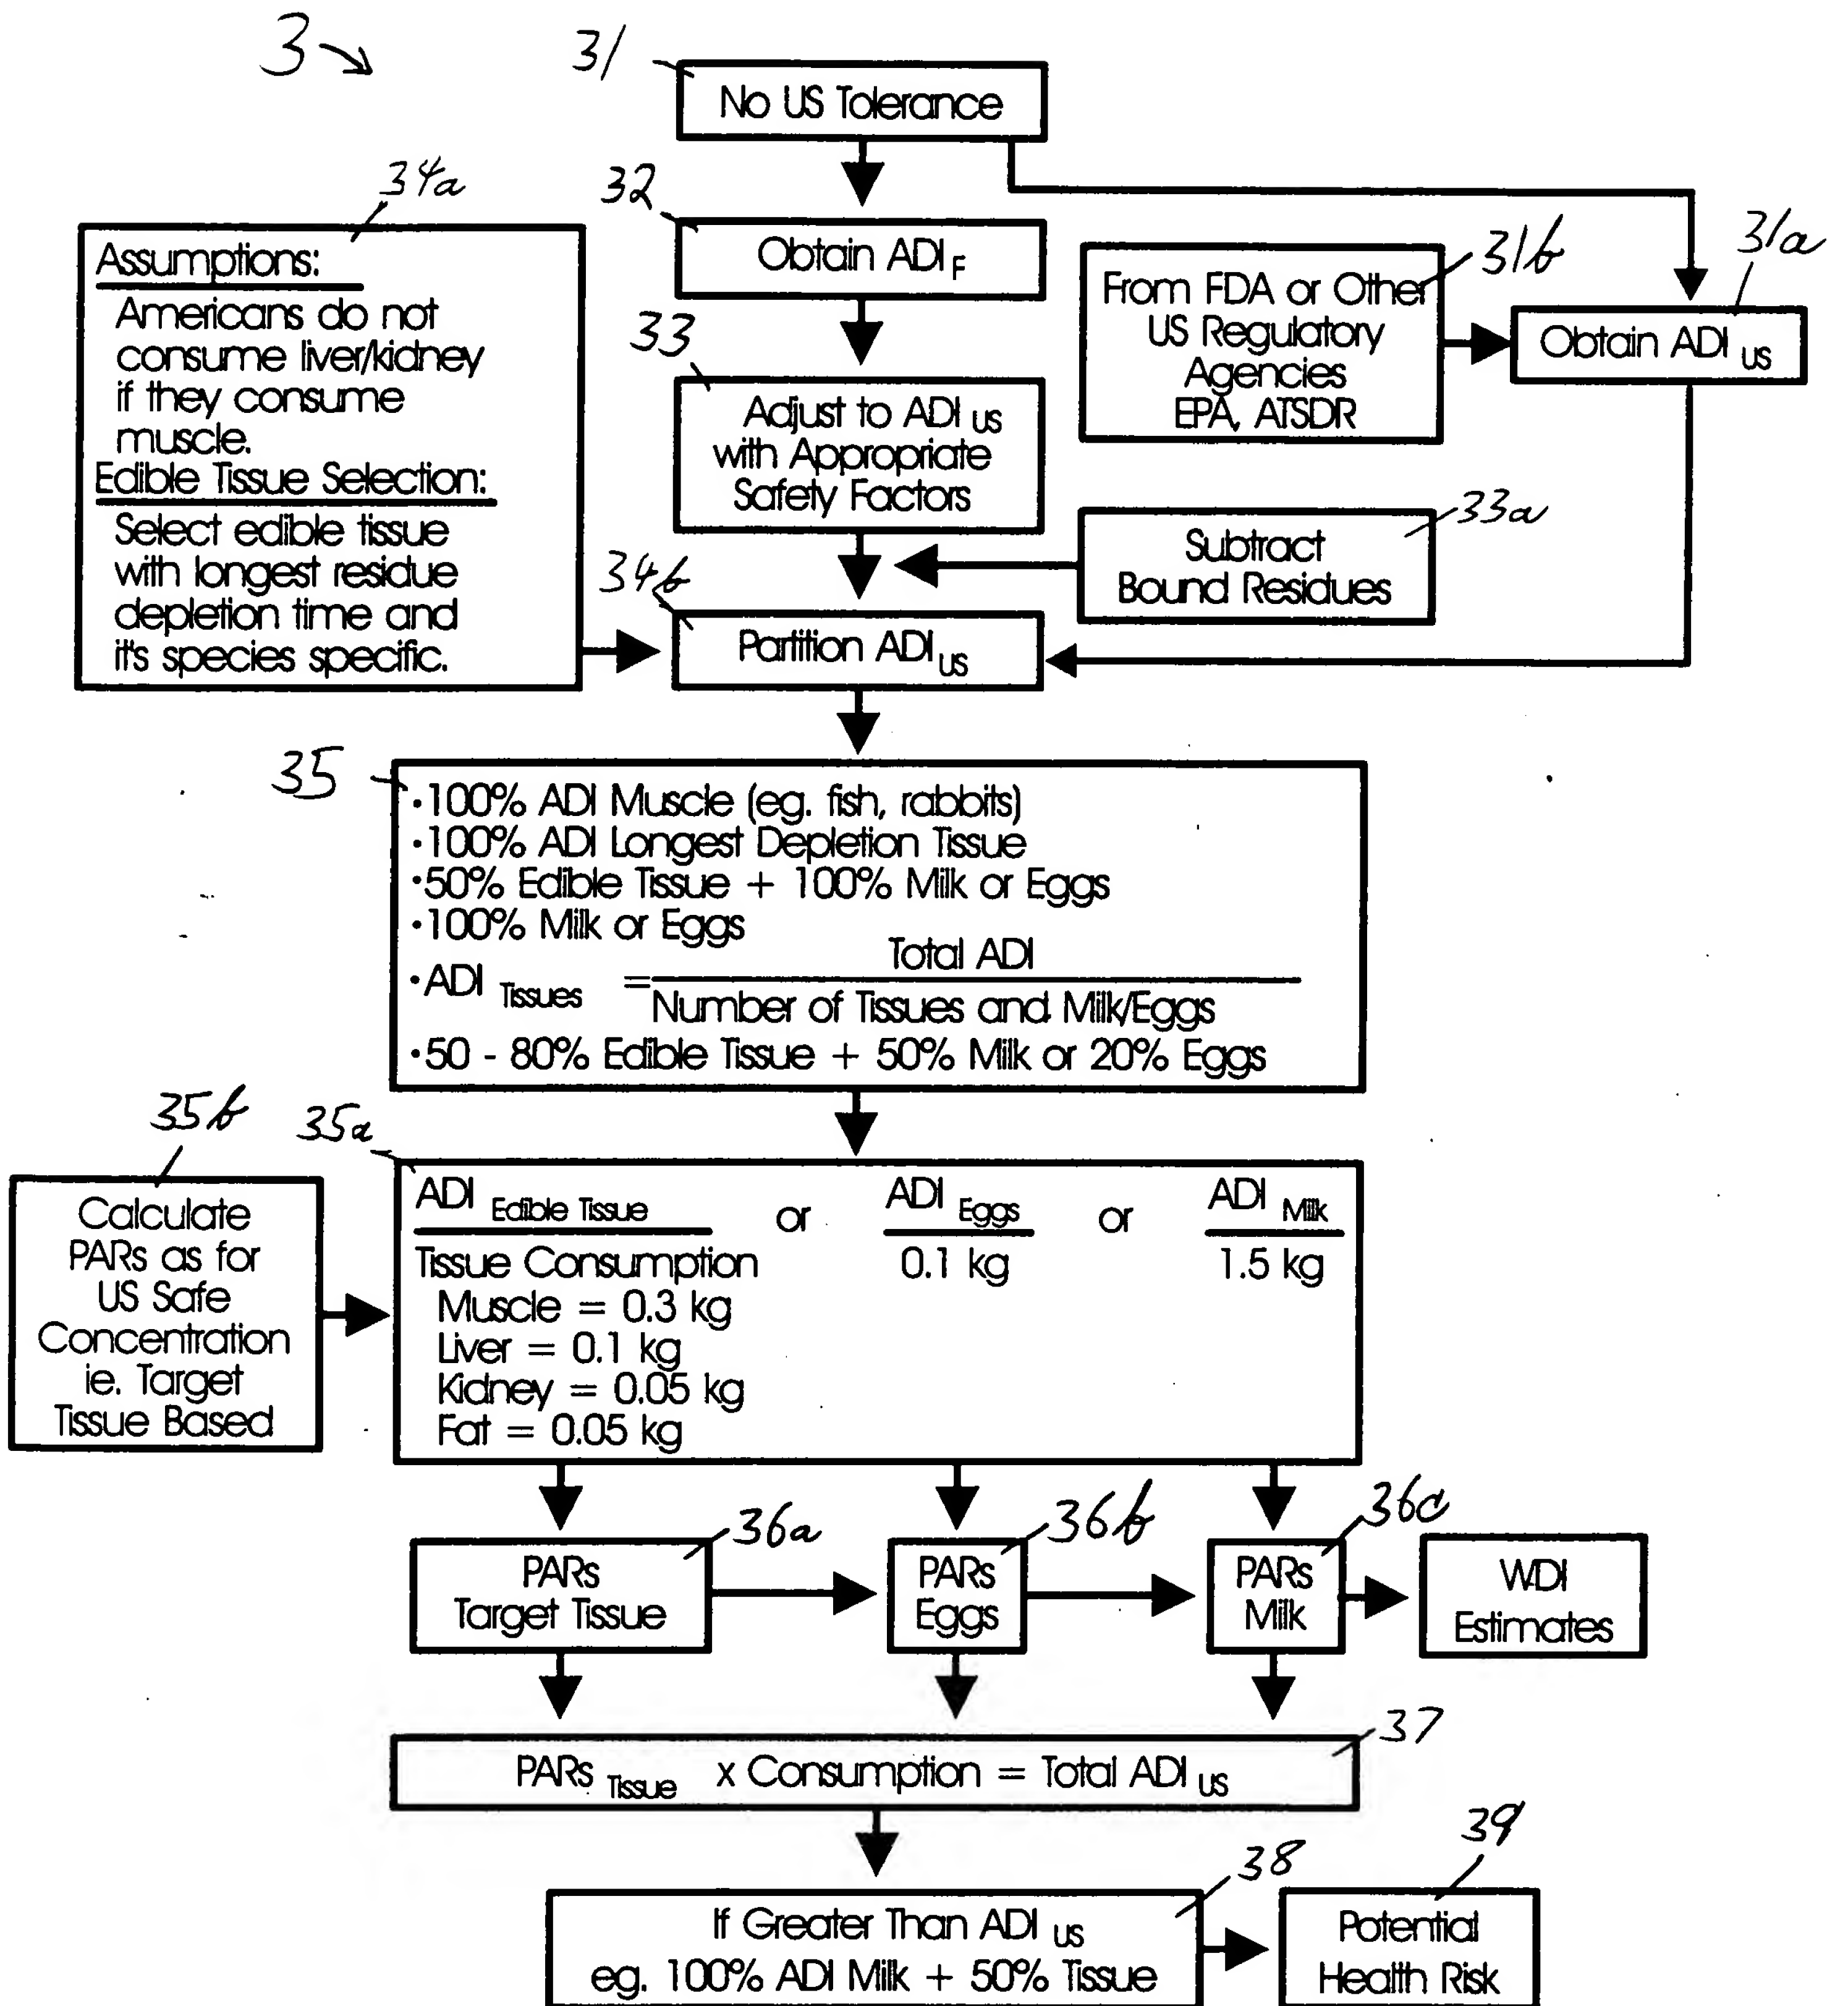 3
31
No US Tolerance
34a
Assumptions:
Americans do not
consume liver/kidney
if they consume
muscle.
Edible Tissue Selection:
Select edible tissue
with longest residue
depletion time and
it's species specific.
32
Obtain ADI F
31b
From FDA or Other
US Regulatory
Agencies
EPA, ATSDR
31a
Obtain ADI US
33
Adjust to ADI US
with Appropriate
Safety Factors
33a
Subtract
Bound Residues
34b
Partition ADI US
35
·100% ADI Muscle (eg. fish, rabbits)
·100% ADI Longest Depletion Tissue
·50% Edible Tissue + 100% Milk or Eggs
·100% Milk or Eggs
Total ADI
·ADI Tissues =
Number of Tissues and Milk/Eggs
·50 - 80% Edible Tissue + 50% Milk or 20% Eggs
35b
Calculate
PARs as for
US Safe
Concentration
ie. Target
Tissue Based
35a
ADI Edible Tissue or ADI Eggs or ADI Milk
Tissue Consumption 0.1 kg 1.5 kg
Muscle = 0.3 kg
Liver = 0.1 kg
Kidney = 0.05 kg
Fat = 0.05 kg
36a
PARs
Target Tissue
36b
PARs
Eggs
36c
PARs
Milk
WDI
Estimates
37
PARs Tissue x Consumption = Total ADI US
38
If Greater Than ADI US
eg. 100% ADI Milk + 50% Tissue
39
Potential
Health Risk